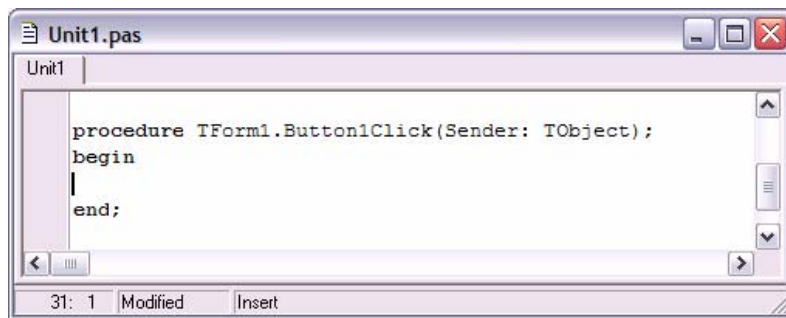 Unit1.pas
Unit1
procedure TForm1.Button1Click(Sender: TObject);
begin
end;
31: 1 Modified Insert